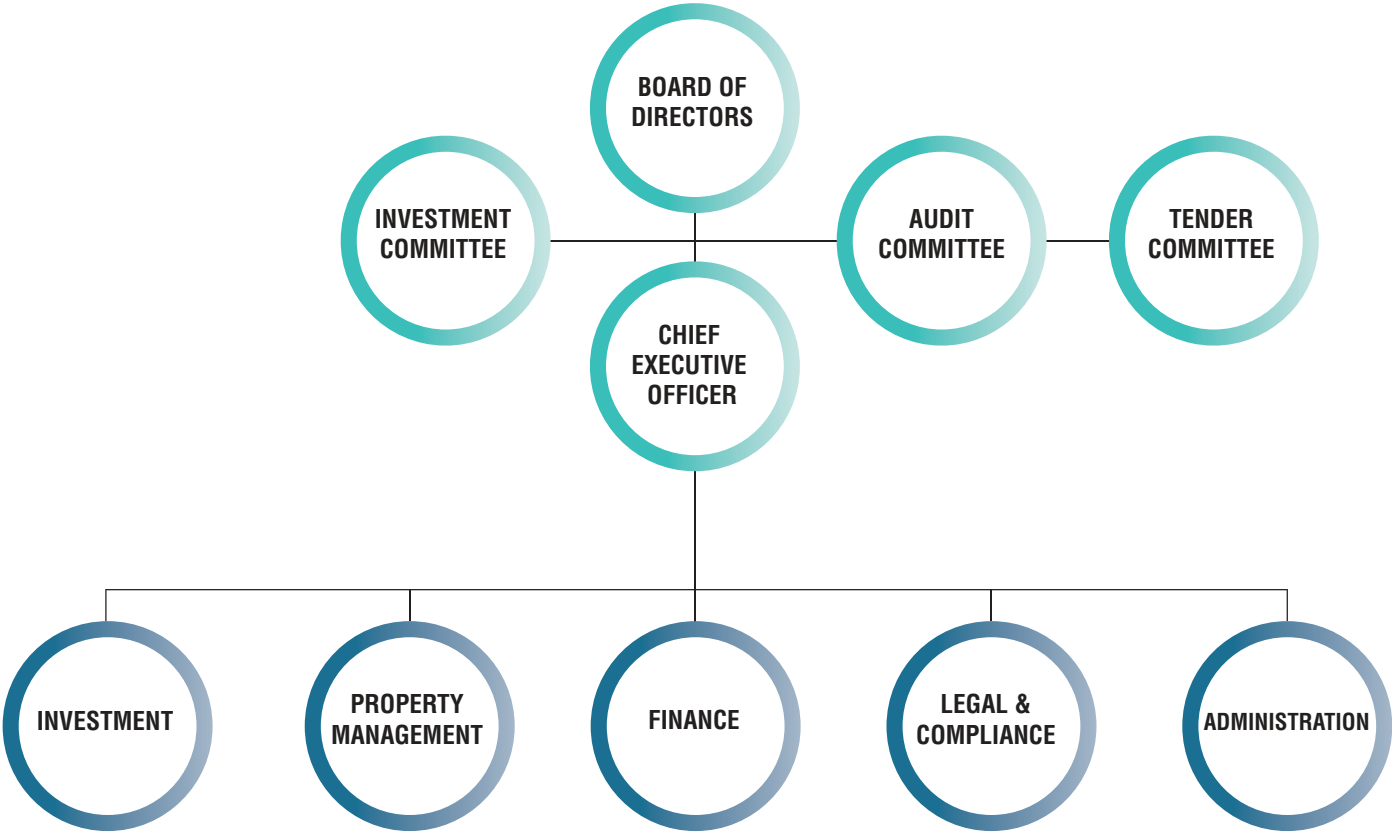 BOARD OF
DIRECTORS
INVESTMENT
COMMITTEE
AUDIT
COMMITTEE
TENDER
COMMITTEE
CHIEF
EXECUTIVE
OFFICER
INVESTMENT
PROPERTY
MANAGEMENT
FINANCE
LEGAL &
COMPLIANCE
ADMINISTRATION